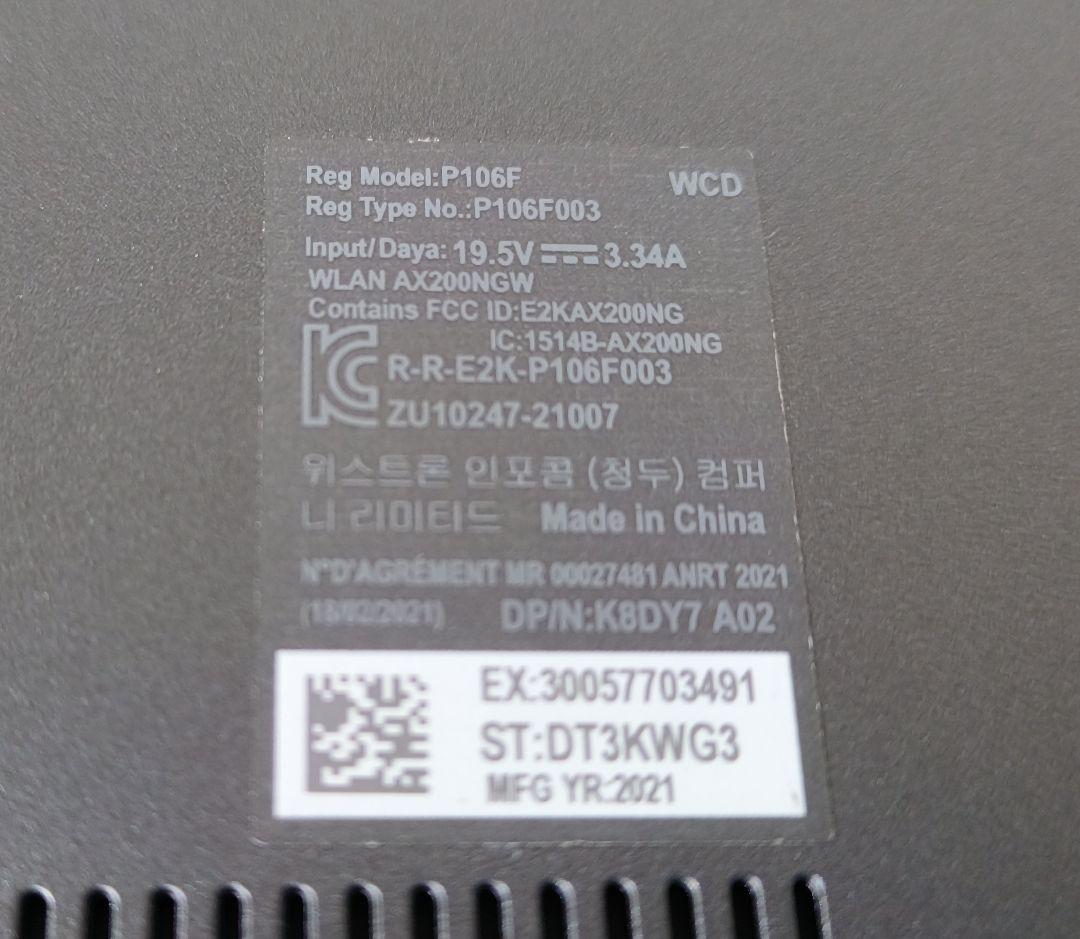 Reg Model:P106F
WCD
Reg Type No.:P106F003
Input/Daya: 19.5V⎓3.34A
WLAN AX200NGW
Contains FCC ID:E2KAX200NG
IC:1514B-AX200NG
R-R-E2K-P106F003
ZU10247-21007
위스트론 인포콤 (청두) 컴퍼
니 리미티드 Made in China
N°D'AGRÉMENT MR 00027481 ANRT 2021
(18/02/2021) DP/N:K8DY7 A02
EX:30057703491
ST:DT3KWG3
MFG YR:2021